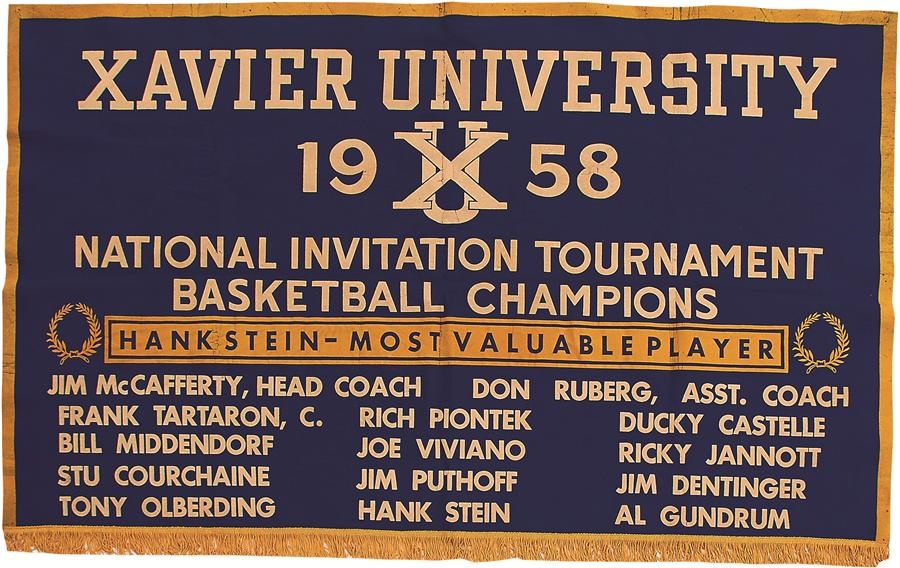 XAVIER UNIVERSITY
19 XU 58
NATIONAL INVITATION TOURNAMENT
BASKETBALL CHAMPIONS
HANK STEIN - MOST VALUABLE PLAYER
JIM McCAFFERTY, HEAD COACH DON RUBERG, ASST. COACH
FRANK TARTARON, C. RICH PIONTEK DUCKY CASTELLE
BILL MIDDENDORF JOE VIVIANO RICKY JANNOTT
STU COURCHAINE JIM PUTHOFF JIM DENTINGER
TONY OLBERDING HANK STEIN AL GUNDRUM